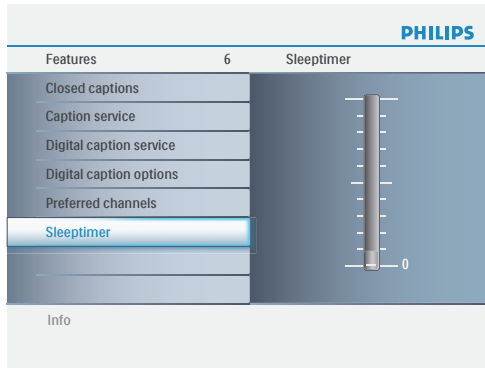 PHILIPS
Features 6 Sleeptimer
Closed captions
Caption service
Digital caption service
Digital caption options
Preferred channels
Sleeptimer
0
Info